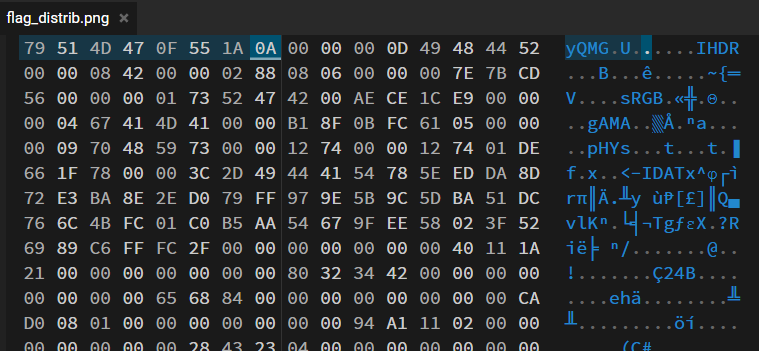 flag_distrib.png ×
79 51 4D 47 0F 55 1A 0A 00 00 00 0D 49 48 44 52 yQMG.U......IHDR
00 00 08 42 00 00 02 88 08 06 00 00 00 7E 7B CD ...B...ê.....~{═
56 00 00 00 01 73 52 47 42 00 AE CE 1C E9 00 00 V....sRGB.«╬.Θ..
00 04 67 41 4D 41 00 00 B1 8F 0B FC 61 05 00 00 ..gAMA..▒Å.ⁿa...
00 09 70 48 59 73 00 00 12 74 00 00 12 74 01 DE ..pHYs...t...t.▐
66 1F 78 00 00 3C 2D 49 44 41 54 78 5E ED DA 8D f.x..<-IDATx^φ┌ì
72 E3 BA 8E 2E D0 79 FF 97 9E 5B 9C 5D BA 51 DC rπ║Ä.╨y ù₧[£]║Q▄
76 6C 4B FC 01 C0 B5 AA 54 67 9F EE 58 02 3F 52 vlKⁿ.└╡¬TgƒεX.?R
69 89 C6 FF FC 2F 00 00 00 00 00 00 40 11 1A ië╞ ⁿ/......@..
21 00 00 00 00 00 00 00 80 32 34 42 00 00 00 00 !.......Ç24B....
00 00 00 00 65 68 84 00 00 00 00 00 00 00 00 CA ....ehä........╩
D0 08 01 00 00 00 00 00 00 00 94 A1 11 02 00 00 ╨.........öí....
00 00 00 00 00 28 43 23 04 00 00 00 00 00 00 00 .....(C#